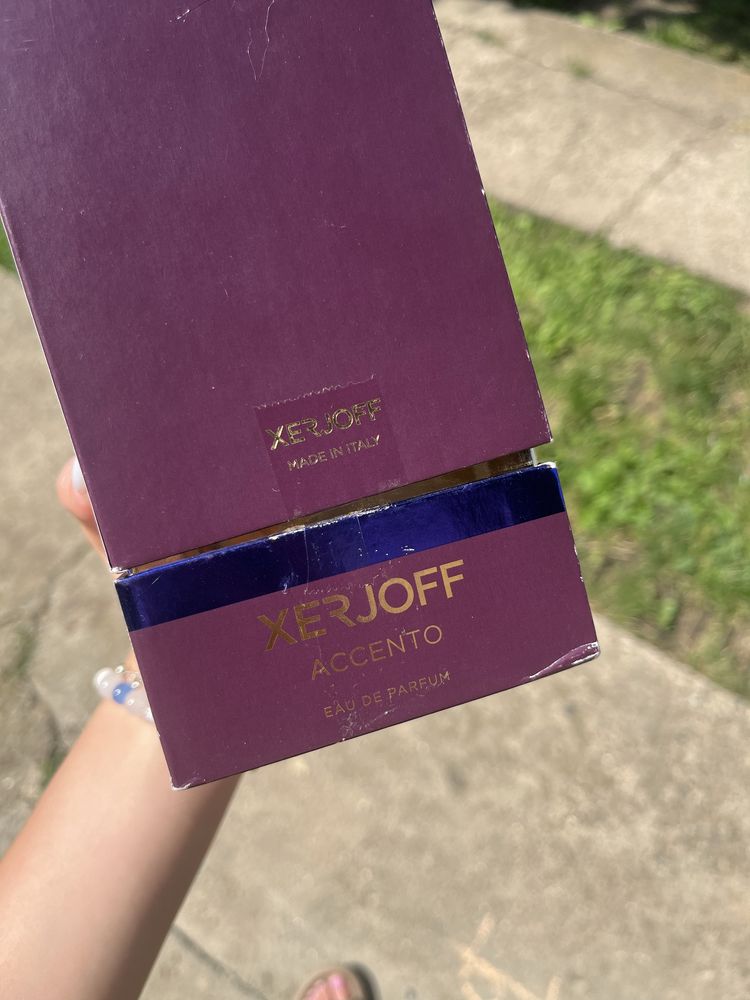 XERJOFF
MADE IN ITALY
XERJOFF
ACCENTO
EAU DE PARFUM